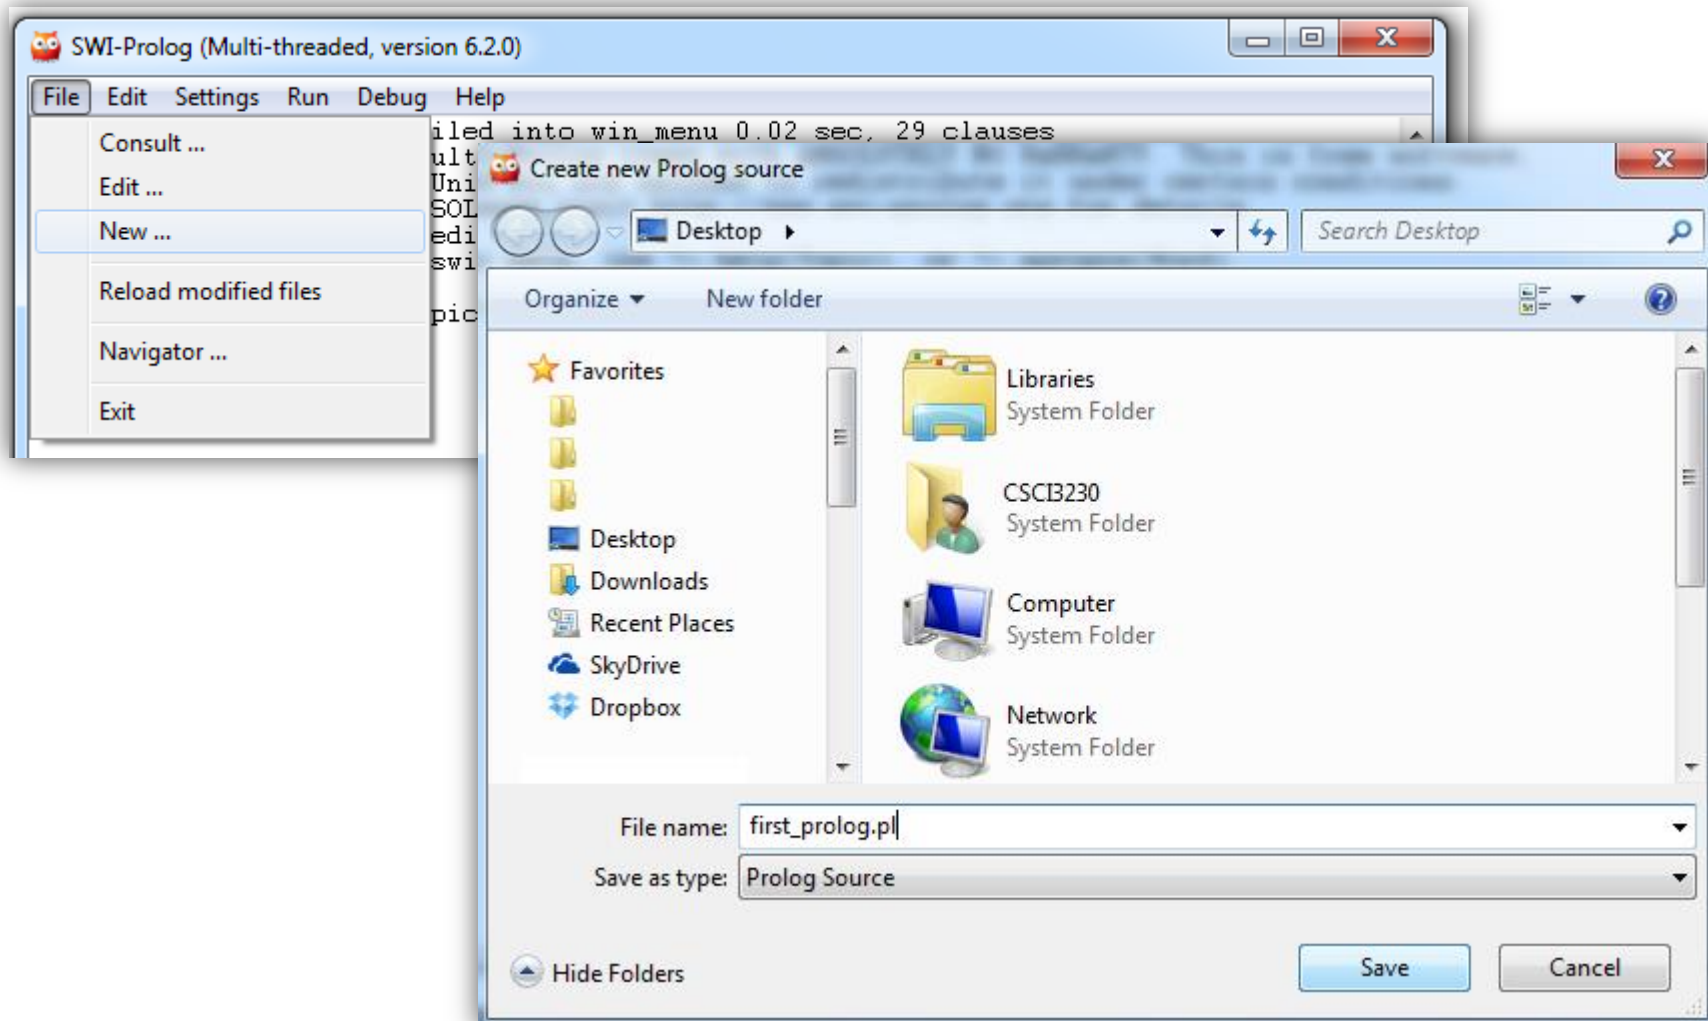 SWI-Prolog (Multi-threaded, version 6.2.0)
File Edit Settings Run Debug Help
Consult ...
Edit ...
New ...
Reload modified files
Navigator ...
Exit
iled into win_menu 0.02 sec, 29 clauses
ult
Uni
SOL
edi
swi
pic
Create new Prolog source
Desktop
Search Desktop
Organize New folder
Favorites
Desktop
Downloads
Recent Places
SkyDrive
Dropbox
Libraries
System Folder
CSCI3230
System Folder
Computer
System Folder
Network
System Folder
File name: first_prolog.pl
Save as type: Prolog Source
Hide Folders
Save Cancel